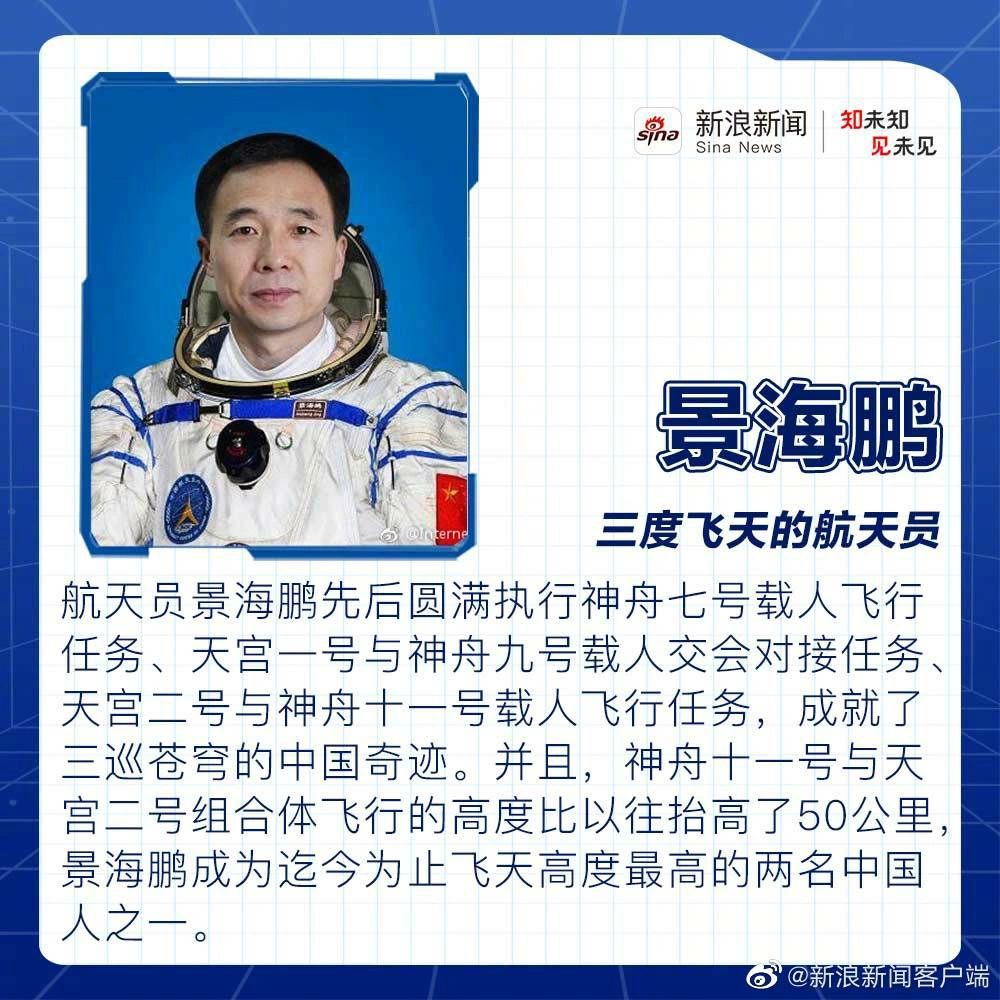 sina
新浪新闻
Sina News
知未知
见未见
景海鹏
@Interne
景海鹏
三度飞天的航天员
航天员景海鹏先后圆满执行神舟七号载人飞行
任务、天宫一号与神舟九号载人交会对接任务、
天宫二号与神舟十一号载人飞行任务，成就了
三巡苍穹的中国奇迹。并且，神舟十一号与天
宫二号组合体飞行的高度比以往抬高了50公里，
景海鹏成为迄今为止飞天高度最高的两名中国
人之一。
@新浪新闻客户端